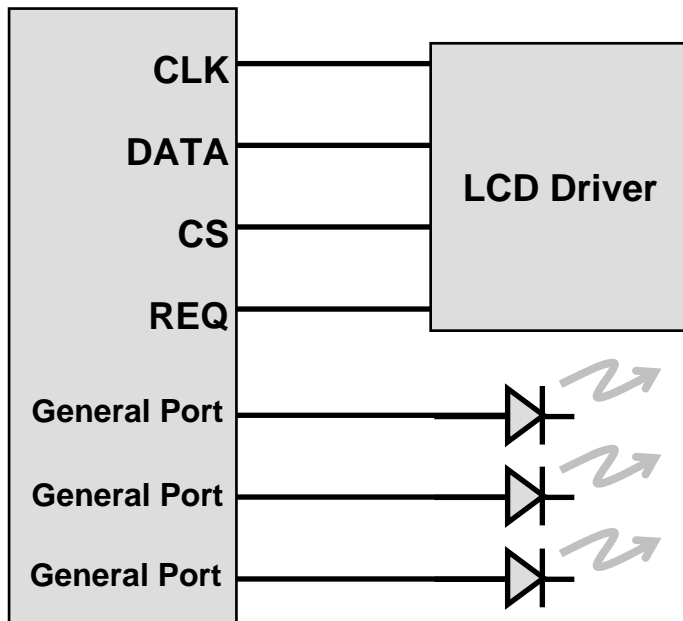 CLK
DATA
CS
REQ
LCD Driver
General Port
General Port
General Port